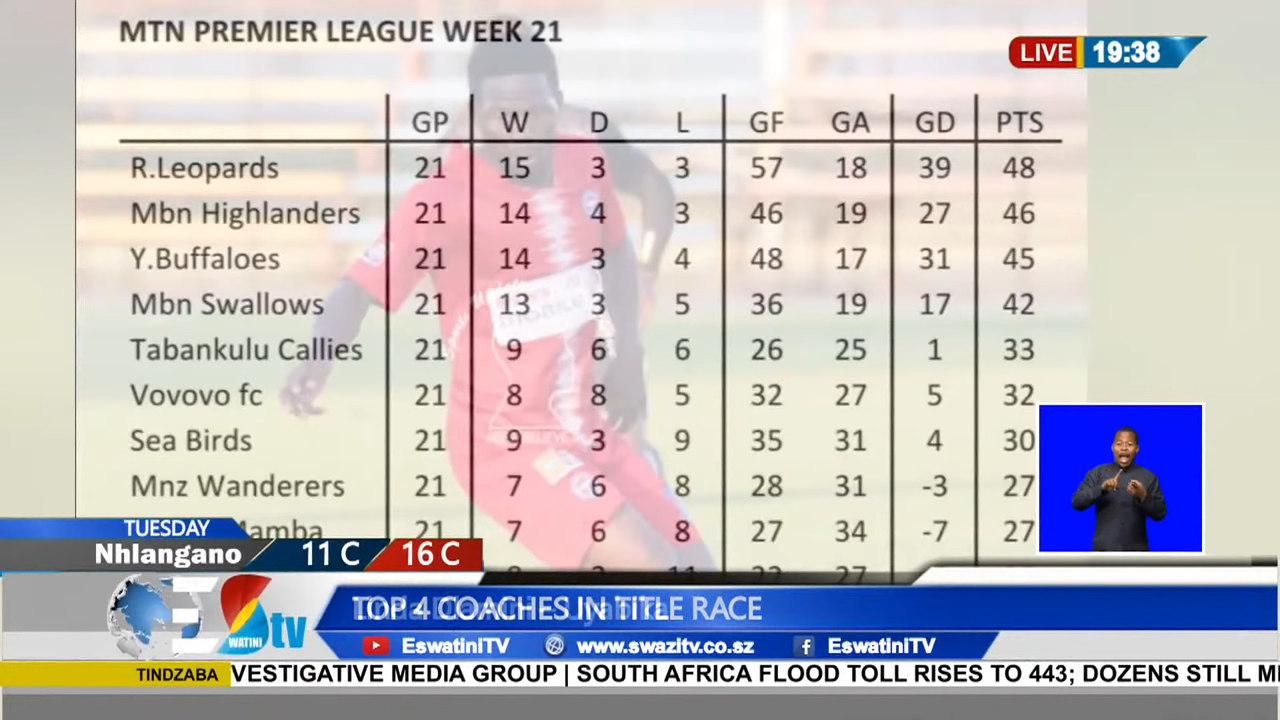 MTN PREMIER LEAGUE WEEK 21
LIVE 19:38
GP W D L GF GA GD PTS
R.Leopards 21 15 3 3 57 18 39 48
Mbn Highlanders 21 14 4 3 46 19 27 46
Y.Buffaloes 21 14 3 4 48 17 31 45
Mbn Swallows 21 13 3 5 36 19 17 42
Tabankulu Callies 21 9 6 6 26 25 1 33
Vovovo fc 21 8 8 5 32 27 5 32
Sea Birds 21 9 3 9 35 31 4 30
Mnz Wanderers 21 7 6 8 28 31 -3 27
Mamba 21 7 6 8 27 34 -7 27
TUESDAY
Nhlangano 11 C 16 C
TOP 4 COACHES IN TITLE RACE
ESWATINI tv
EswatiniTV www.swazitv.co.sz EswatiniTV
TINDZABA VESTIGATIVE MEDIA GROUP | SOUTH AFRICA FLOOD TOLL RISES TO 443; DOZENS STILL